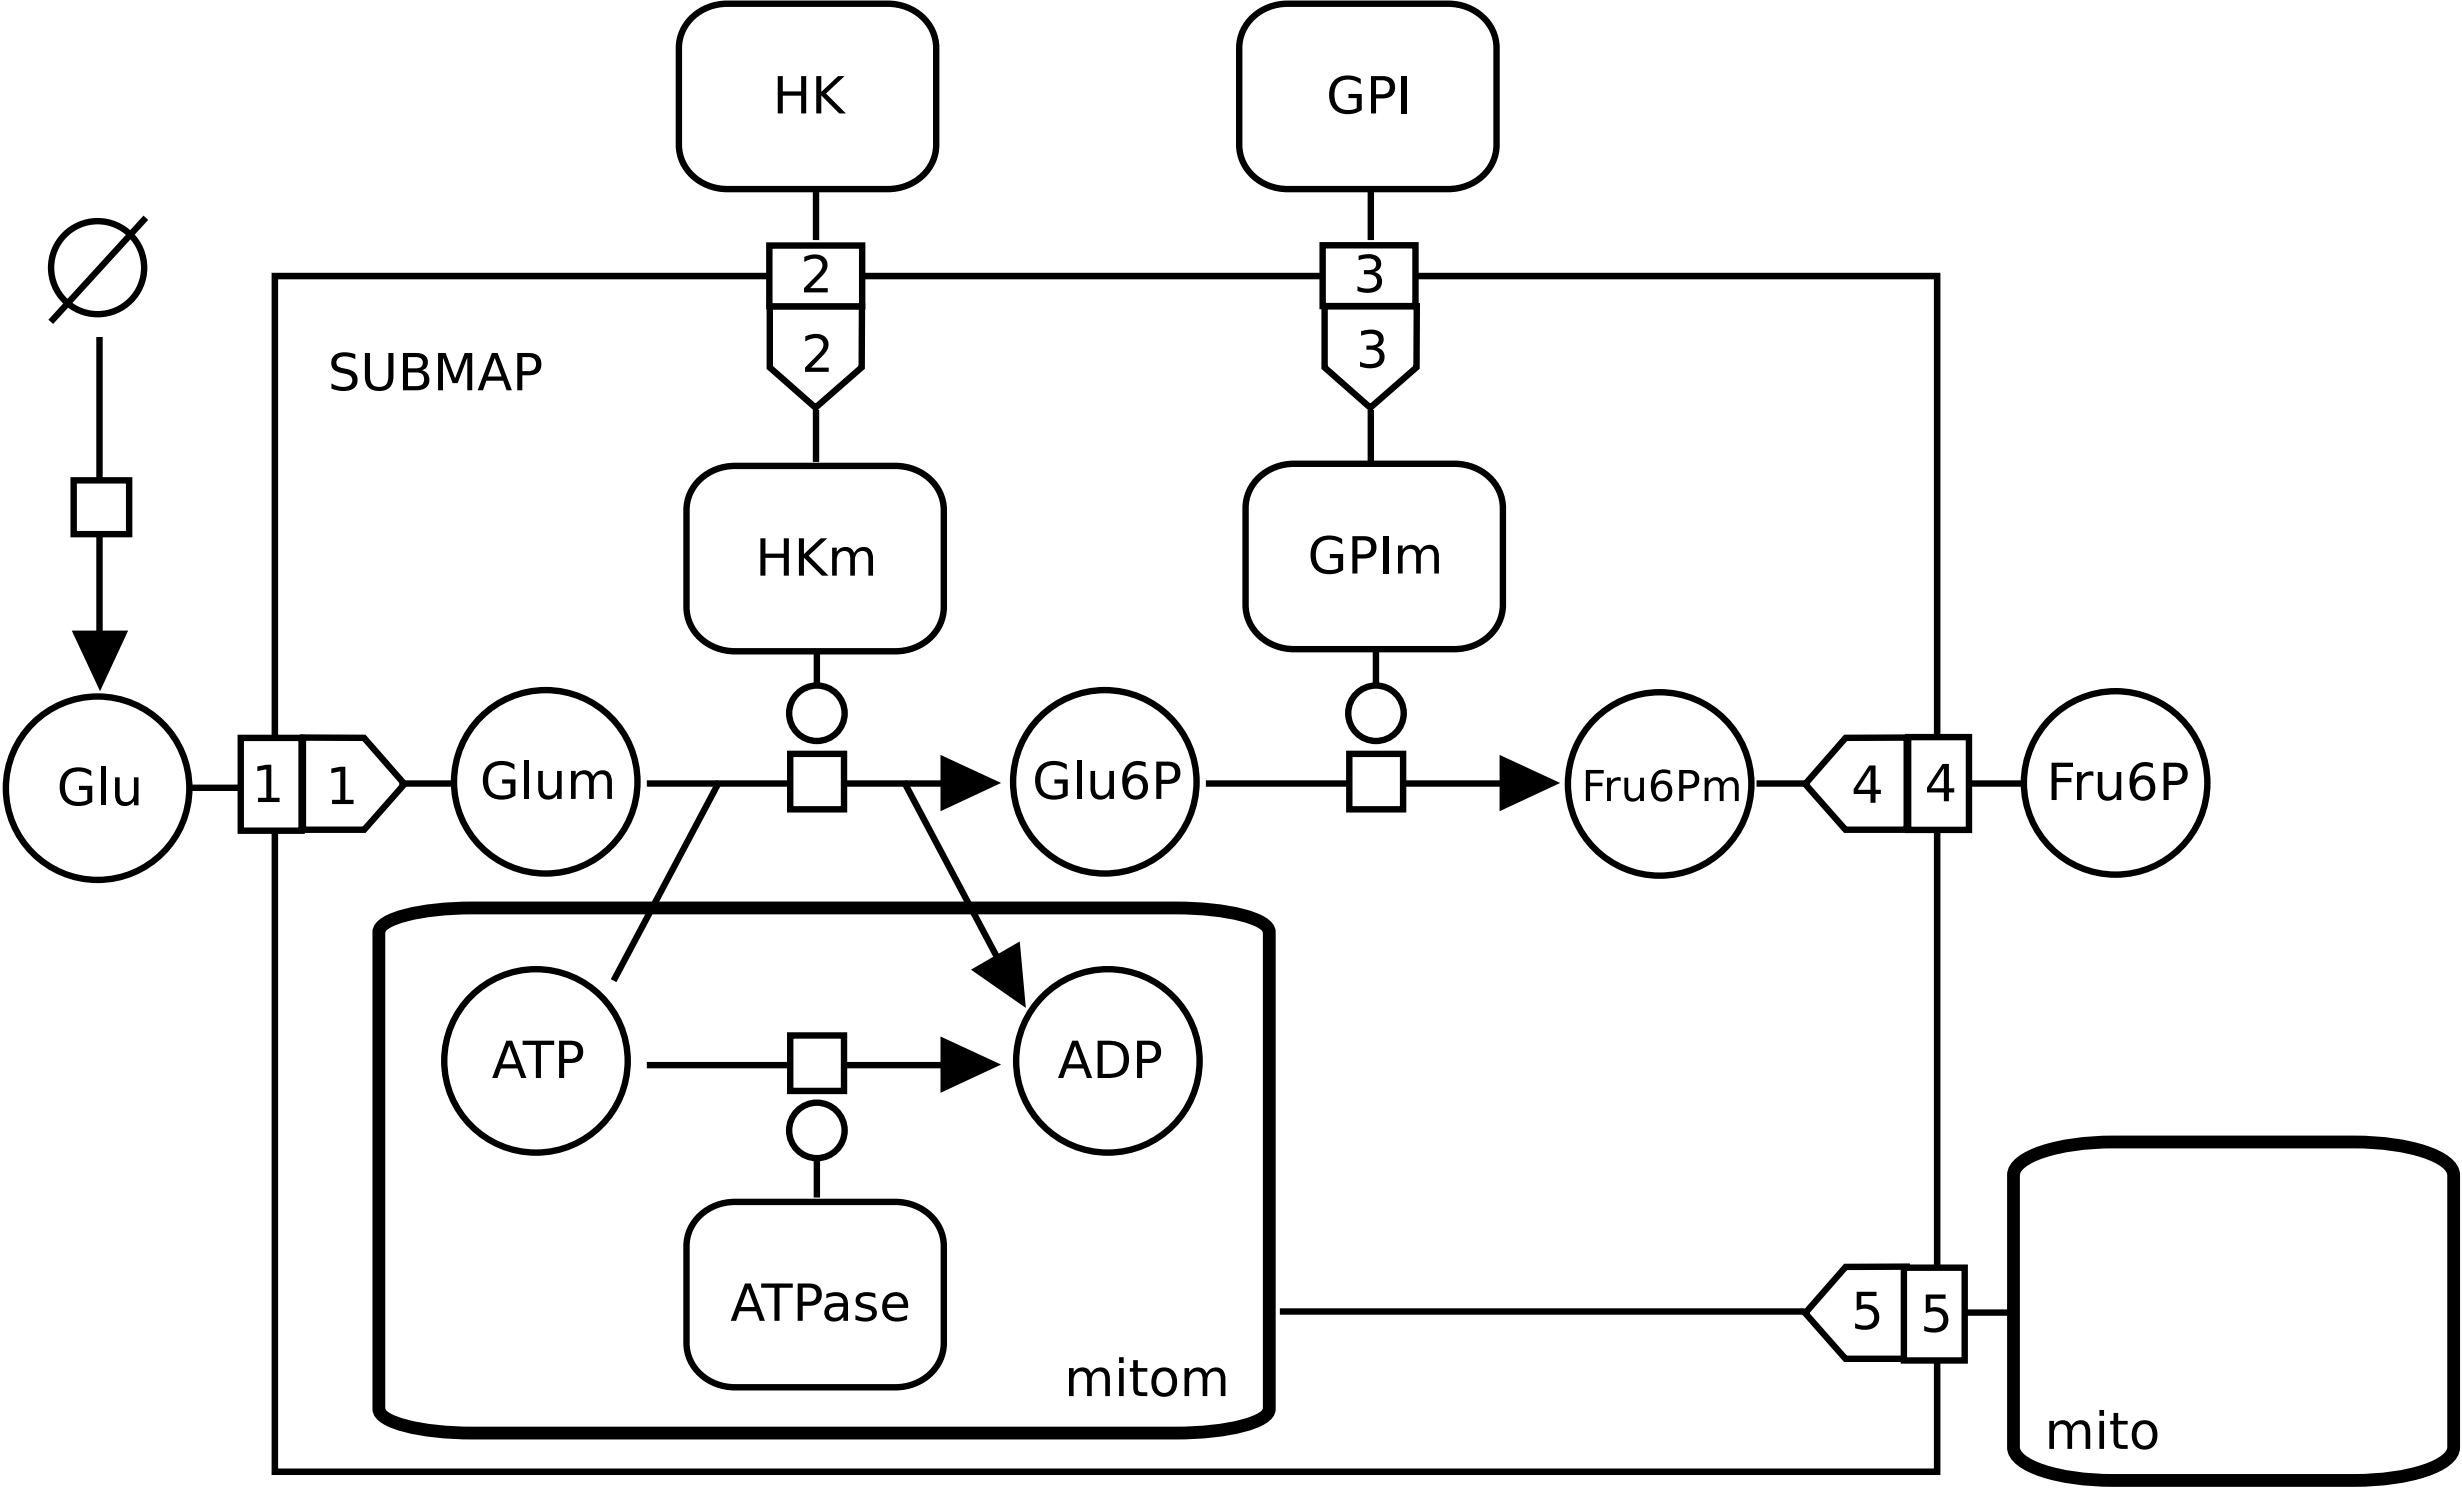 HK
GPI
2
3
SUBMAP
2
3
HKm
GPIm
Glu
1
1
Glum
Glu6P
Fru6Pm
4
4
Fru6P
ATP
ADP
ATPase
5
5
mitom
mito